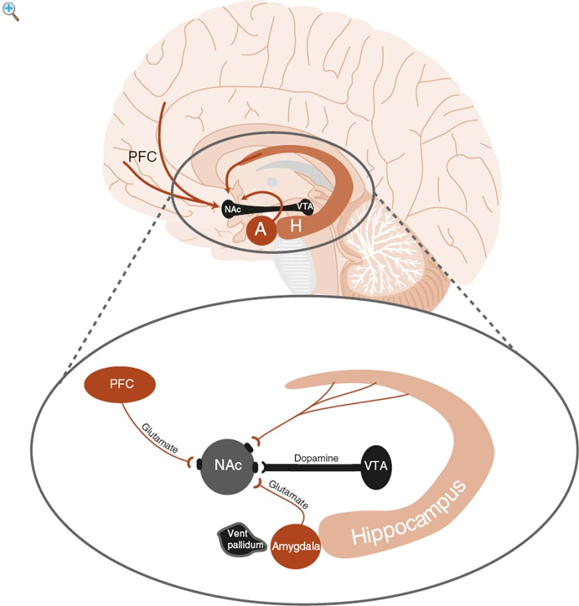 PFC
NAc
VTA
A
H
PFC
Glutamate
NAc
Dopamine
VTA
Glutamate
Vent
pallidum
Amygdala
Hippocampus